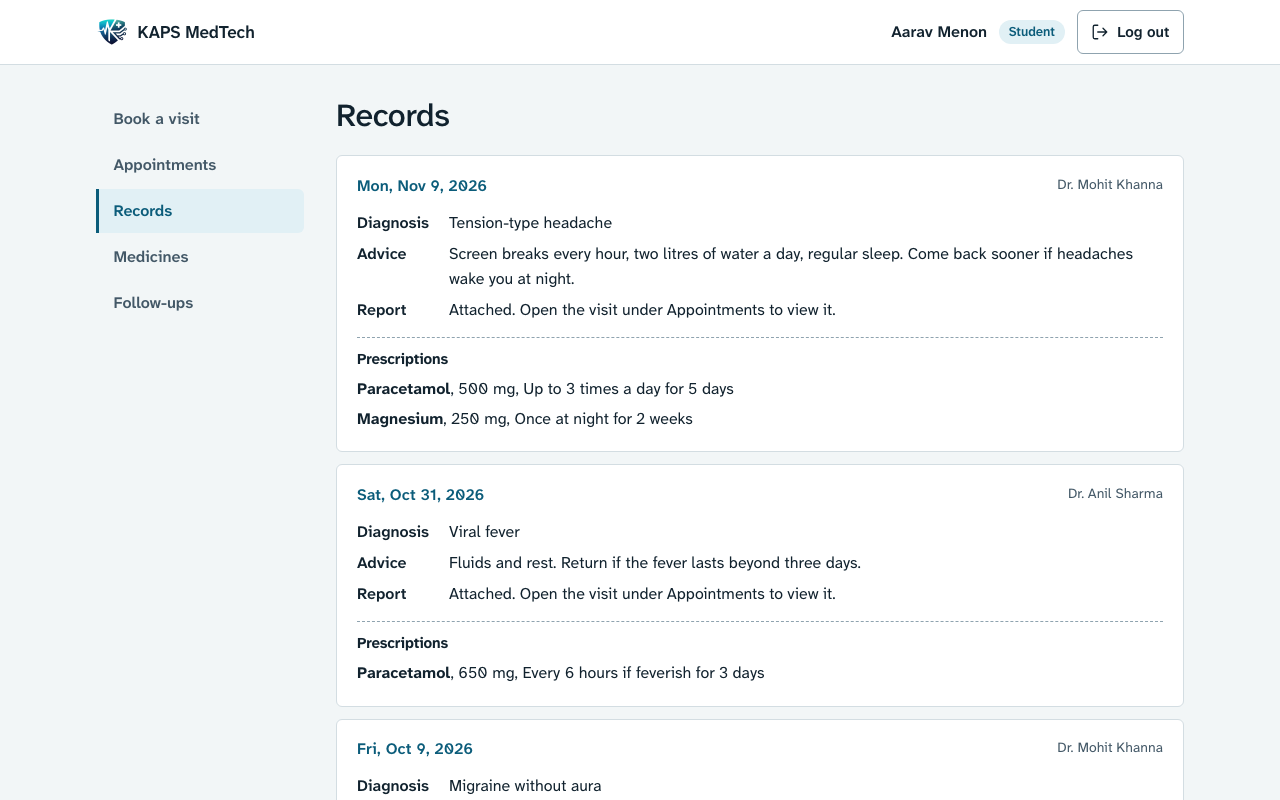 KAPS MedTech
Aarav Menon
Student
Log out
Book a visit
Appointments
Records
Medicines
Follow-ups
Records
Mon, Nov 9, 2026
Dr. Mohit Khanna
Diagnosis Tension-type headache
Advice Screen breaks every hour, two litres of water a day, regular sleep. Come back sooner if headaches
wake you at night.
Report Attached. Open the visit under Appointments to view it.
Prescriptions
Paracetamol, 500 mg, Up to 3 times a day for 5 days
Magnesium, 250 mg, Once at night for 2 weeks
Sat, Oct 31, 2026
Dr. Anil Sharma
Diagnosis Viral fever
Advice Fluids and rest. Return if the fever lasts beyond three days.
Report Attached. Open the visit under Appointments to view it.
Prescriptions
Paracetamol, 650 mg, Every 6 hours if feverish for 3 days
Fri, Oct 9, 2026
Dr. Mohit Khanna
Diagnosis Migraine without aura